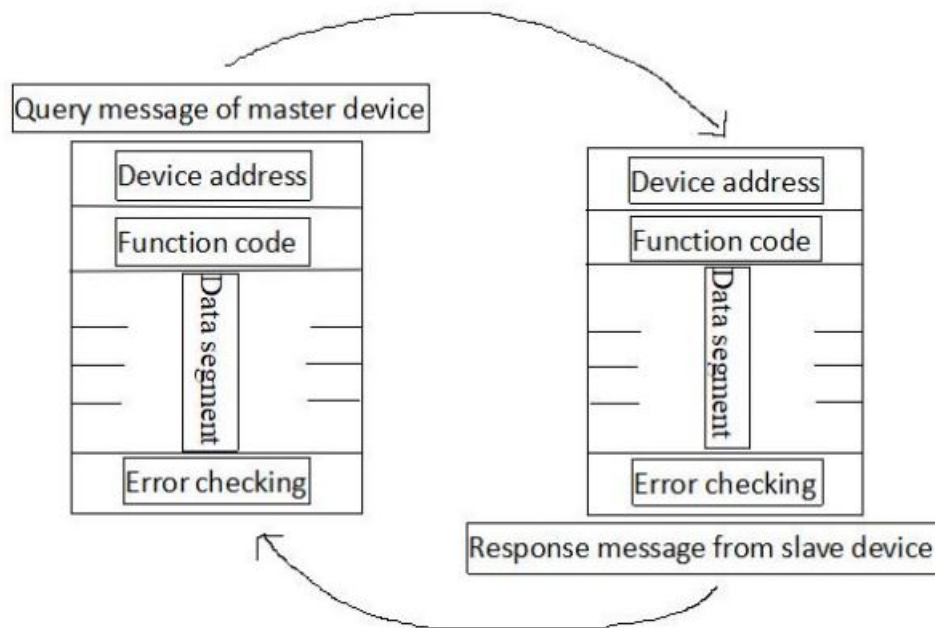 Query message of master device
Device address
Function code
Data segment
Error checking
Device address
Function code
Data segment
Error checking
Response message from slave device